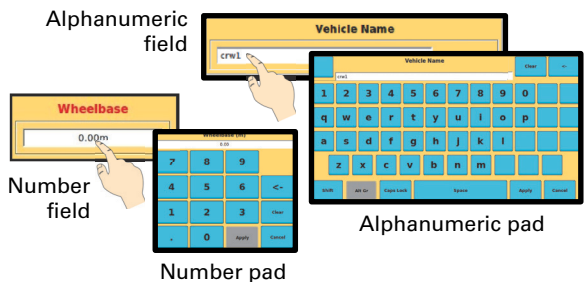 Alphanumeric
field
Vehicle Name
crw1
Vehicle Name
Clear
←
crw1
1 2 3 4 5 6 7 8 9 0
q w e r t y u i o p
a s d f g h j k l
z x c v b n m
Shift Alt Gr Caps Lock Space Apply Cancel
Alphanumeric pad
Wheelbase
0.00m
Number
field
Wheelbase (m)
0.00
7 8 9
4 5 6 <-
1 2 3 Clear
. 0 Apply Cancel
Number pad